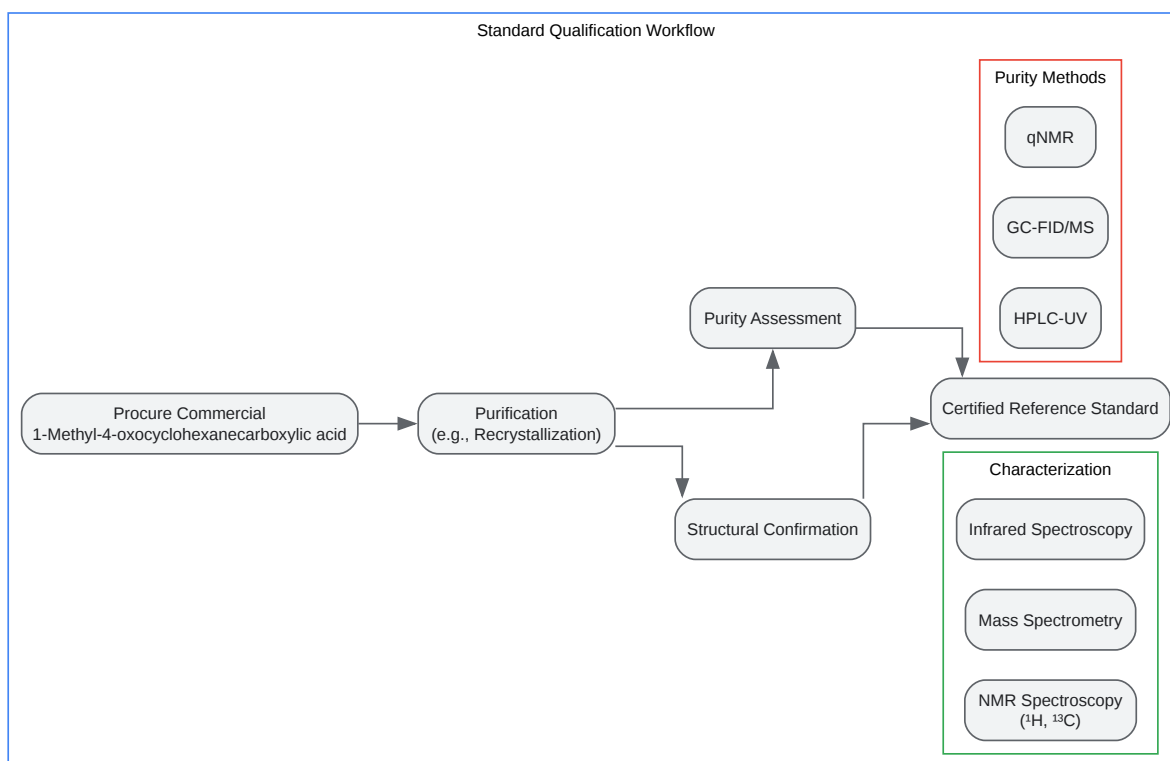 Standard Qualification Workflow
Purity Methods
qNMR
GC-FID/MS
HPLC-UV
Purity Assessment
Procure Commercial
1-Methyl-4-oxocyclohexanecarboxylic acid
Purification
(e.g., Recrystallization)
Certified Reference Standard
Structural Confirmation
Characterization
Infrared Spectroscopy
Mass Spectrometry
NMR Spectroscopy
(¹H, ¹³C)